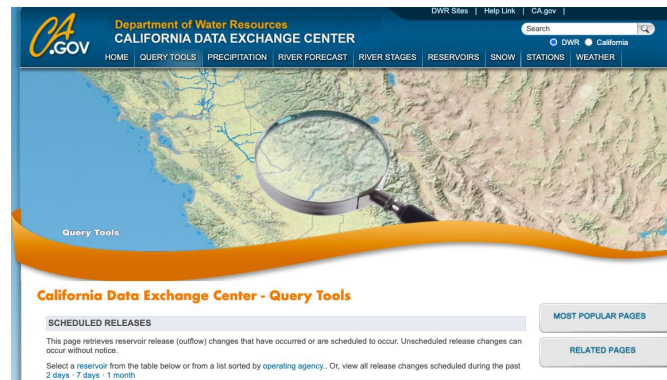 DWR Sites | Help Link | CA.gov |
CA
.GOV
Department of Water Resources
CALIFORNIA DATA EXCHANGE CENTER
Search
DWR California
HOME QUERY TOOLS PRECIPITATION RIVER FORECAST RIVER STAGES RESERVOIRS SNOW STATIONS WEATHER
Query Tools
California Data Exchange Center - Query Tools
SCHEDULED RELEASES
This page retrieves reservoir release (outflow) changes that have occurred or are scheduled to occur. Unscheduled release changes can
occur without notice.
Select a reservoir from the table below or from a list sorted by operating agency.. Or, view all release changes scheduled during the past
2 days · 7 days · 1 month
MOST POPULAR PAGES
RELATED PAGES